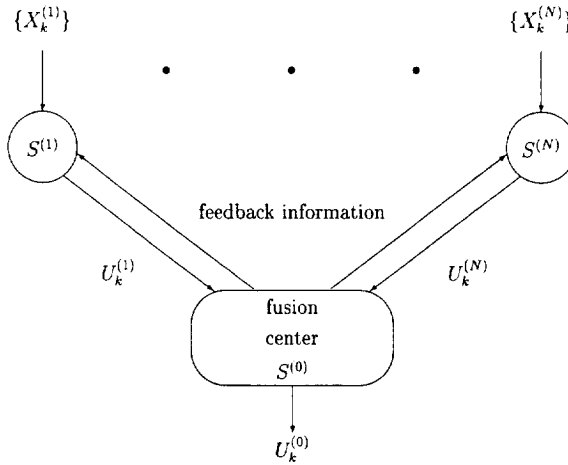 {X_k^{(1)}}
{X_k^{(N)}}
S^{(1)}
S^{(N)}
feedback information
U_k^{(1)}
U_k^{(N)}
fusion
center
S^{(0)}
U_k^{(0)}